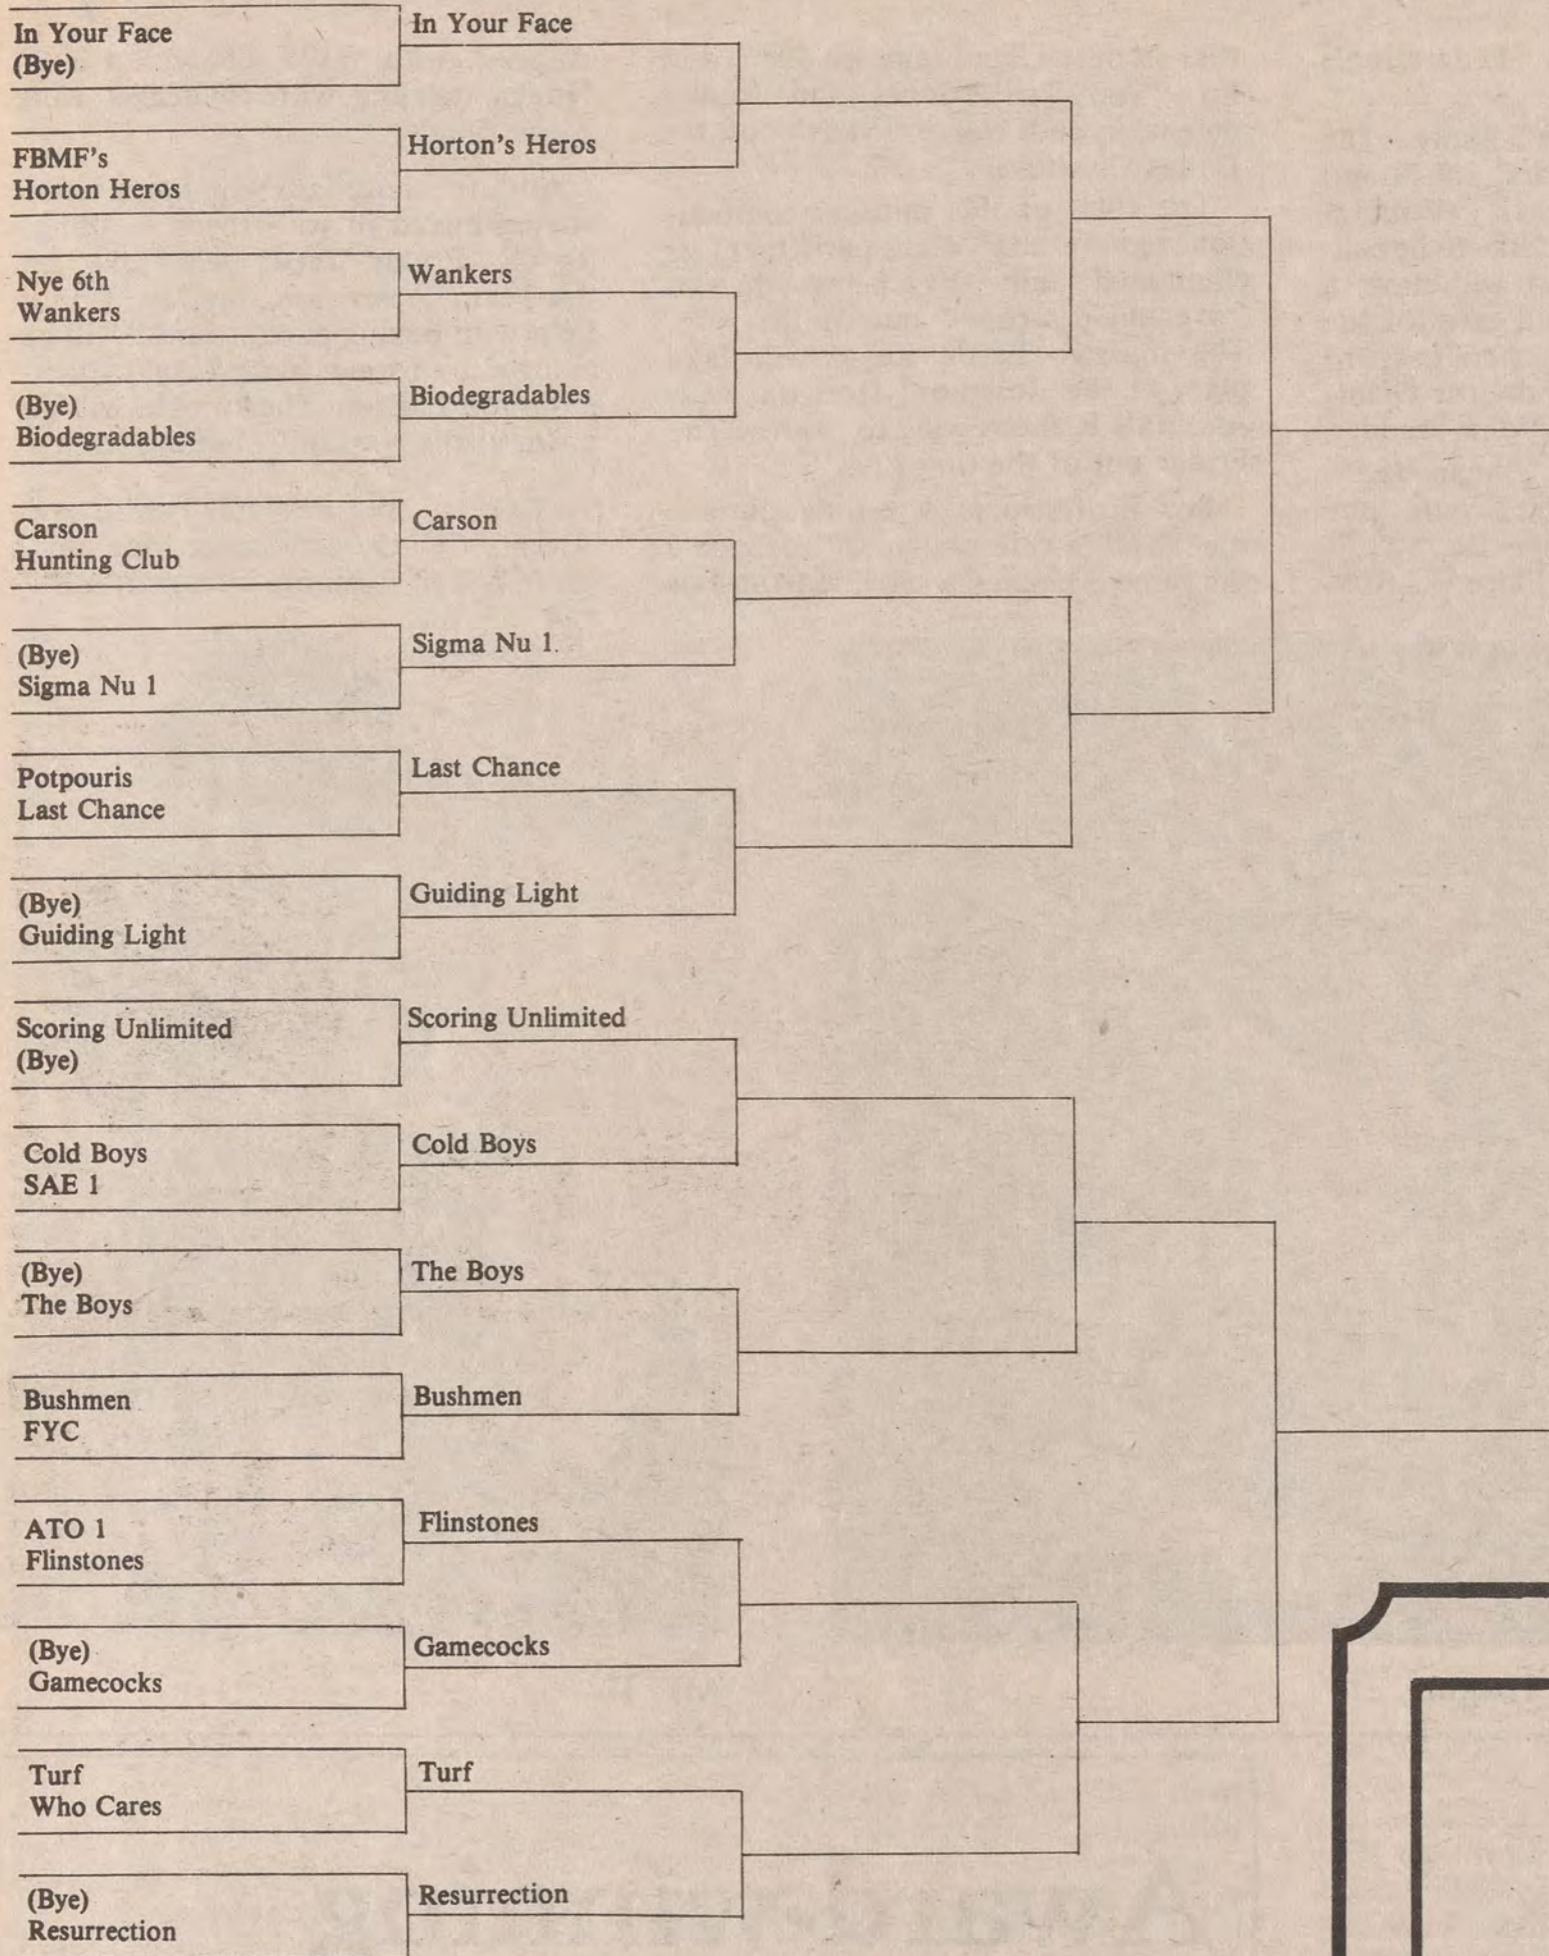 In Your Face
(Bye)
In Your Face
FBMF's
Horton Heros
Horton's Heros
Nye 6th
Wankers
Wankers
(Bye)
Biodegradables
Biodegradables
Carson
Hunting Club
Carson
(Bye)
Sigma Nu 1
Sigma Nu 1
Potpouris
Last Chance
Last Chance
(Bye)
Guiding Light
Guiding Light
Scoring Unlimited
(Bye)
Scoring Unlimited
Cold Boys
SAE 1
Cold Boys
(Bye)
The Boys
The Boys
Bushmen
FYC
Bushmen
ATO 1
Flinstones
Flinstones
(Bye)
Gamecocks
Gamecocks
Turf
Who Cares
Turf
(Bye)
Resurrection
Resurrection